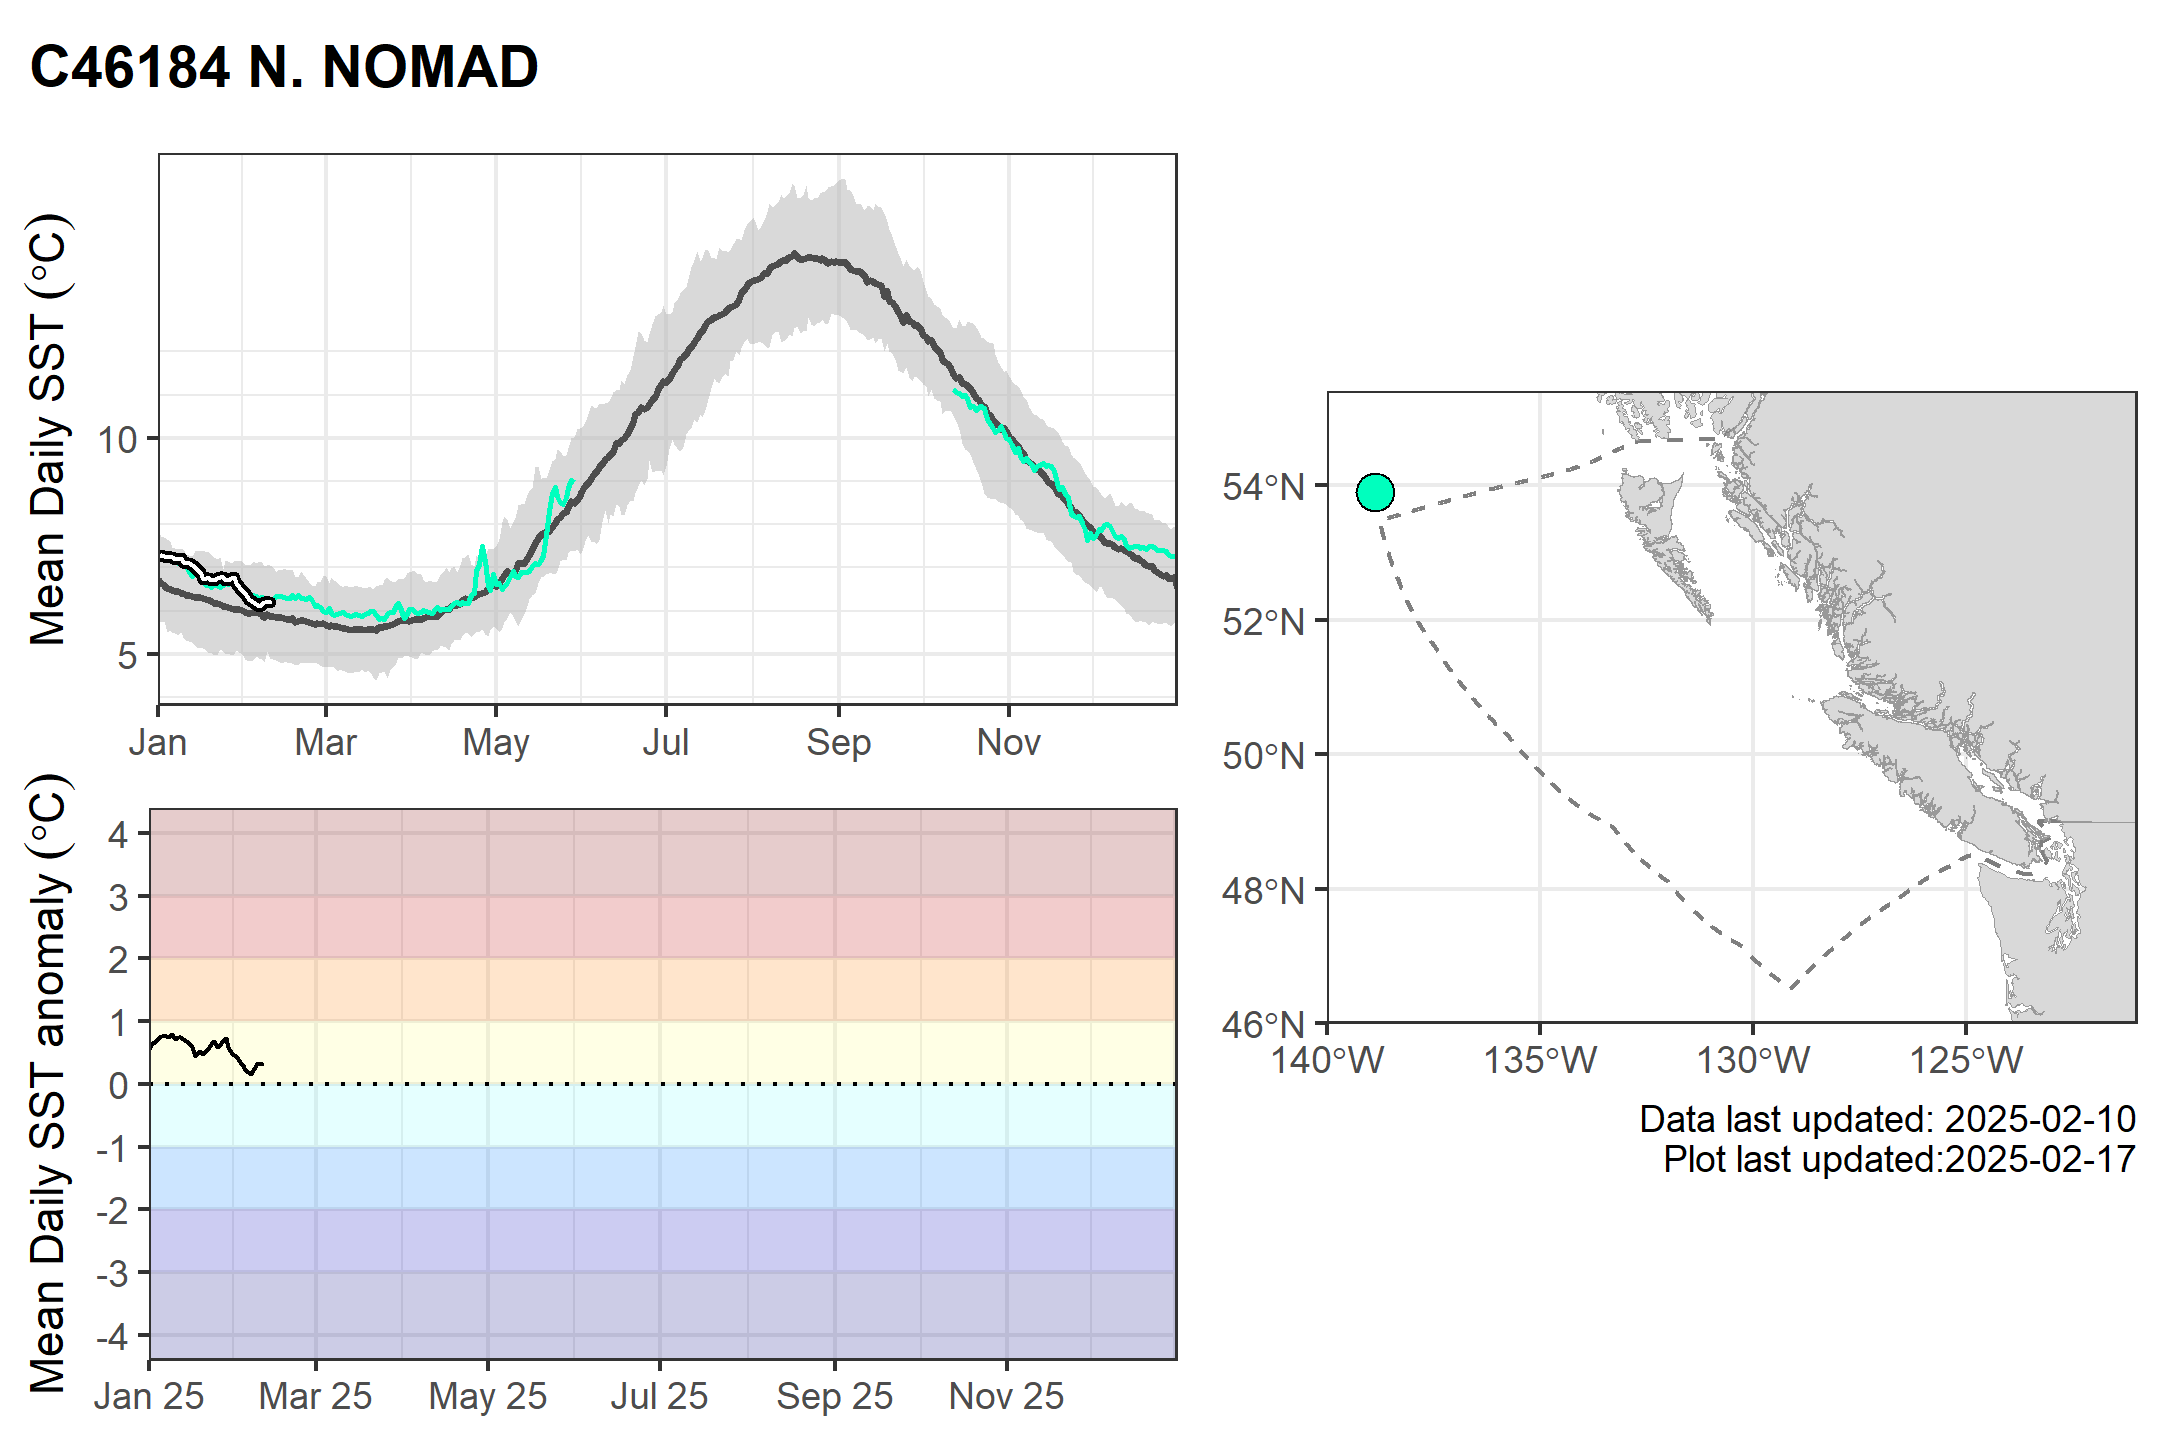 C46184 N. NOMAD
Mean Daily SST (°C)
10
5
Jan Mar May Jul Sep Nov
Mean Daily SST anomaly (°C)
4
3
2
1
0
-1
-2
-3
-4
Jan 25 Mar 25 May 25 Jul 25 Sep 25 Nov 25
54°N
52°N
50°N
48°N
46°N
140°W 135°W 130°W 125°W
Data last updated: 2025-02-10
Plot last updated:2025-02-17